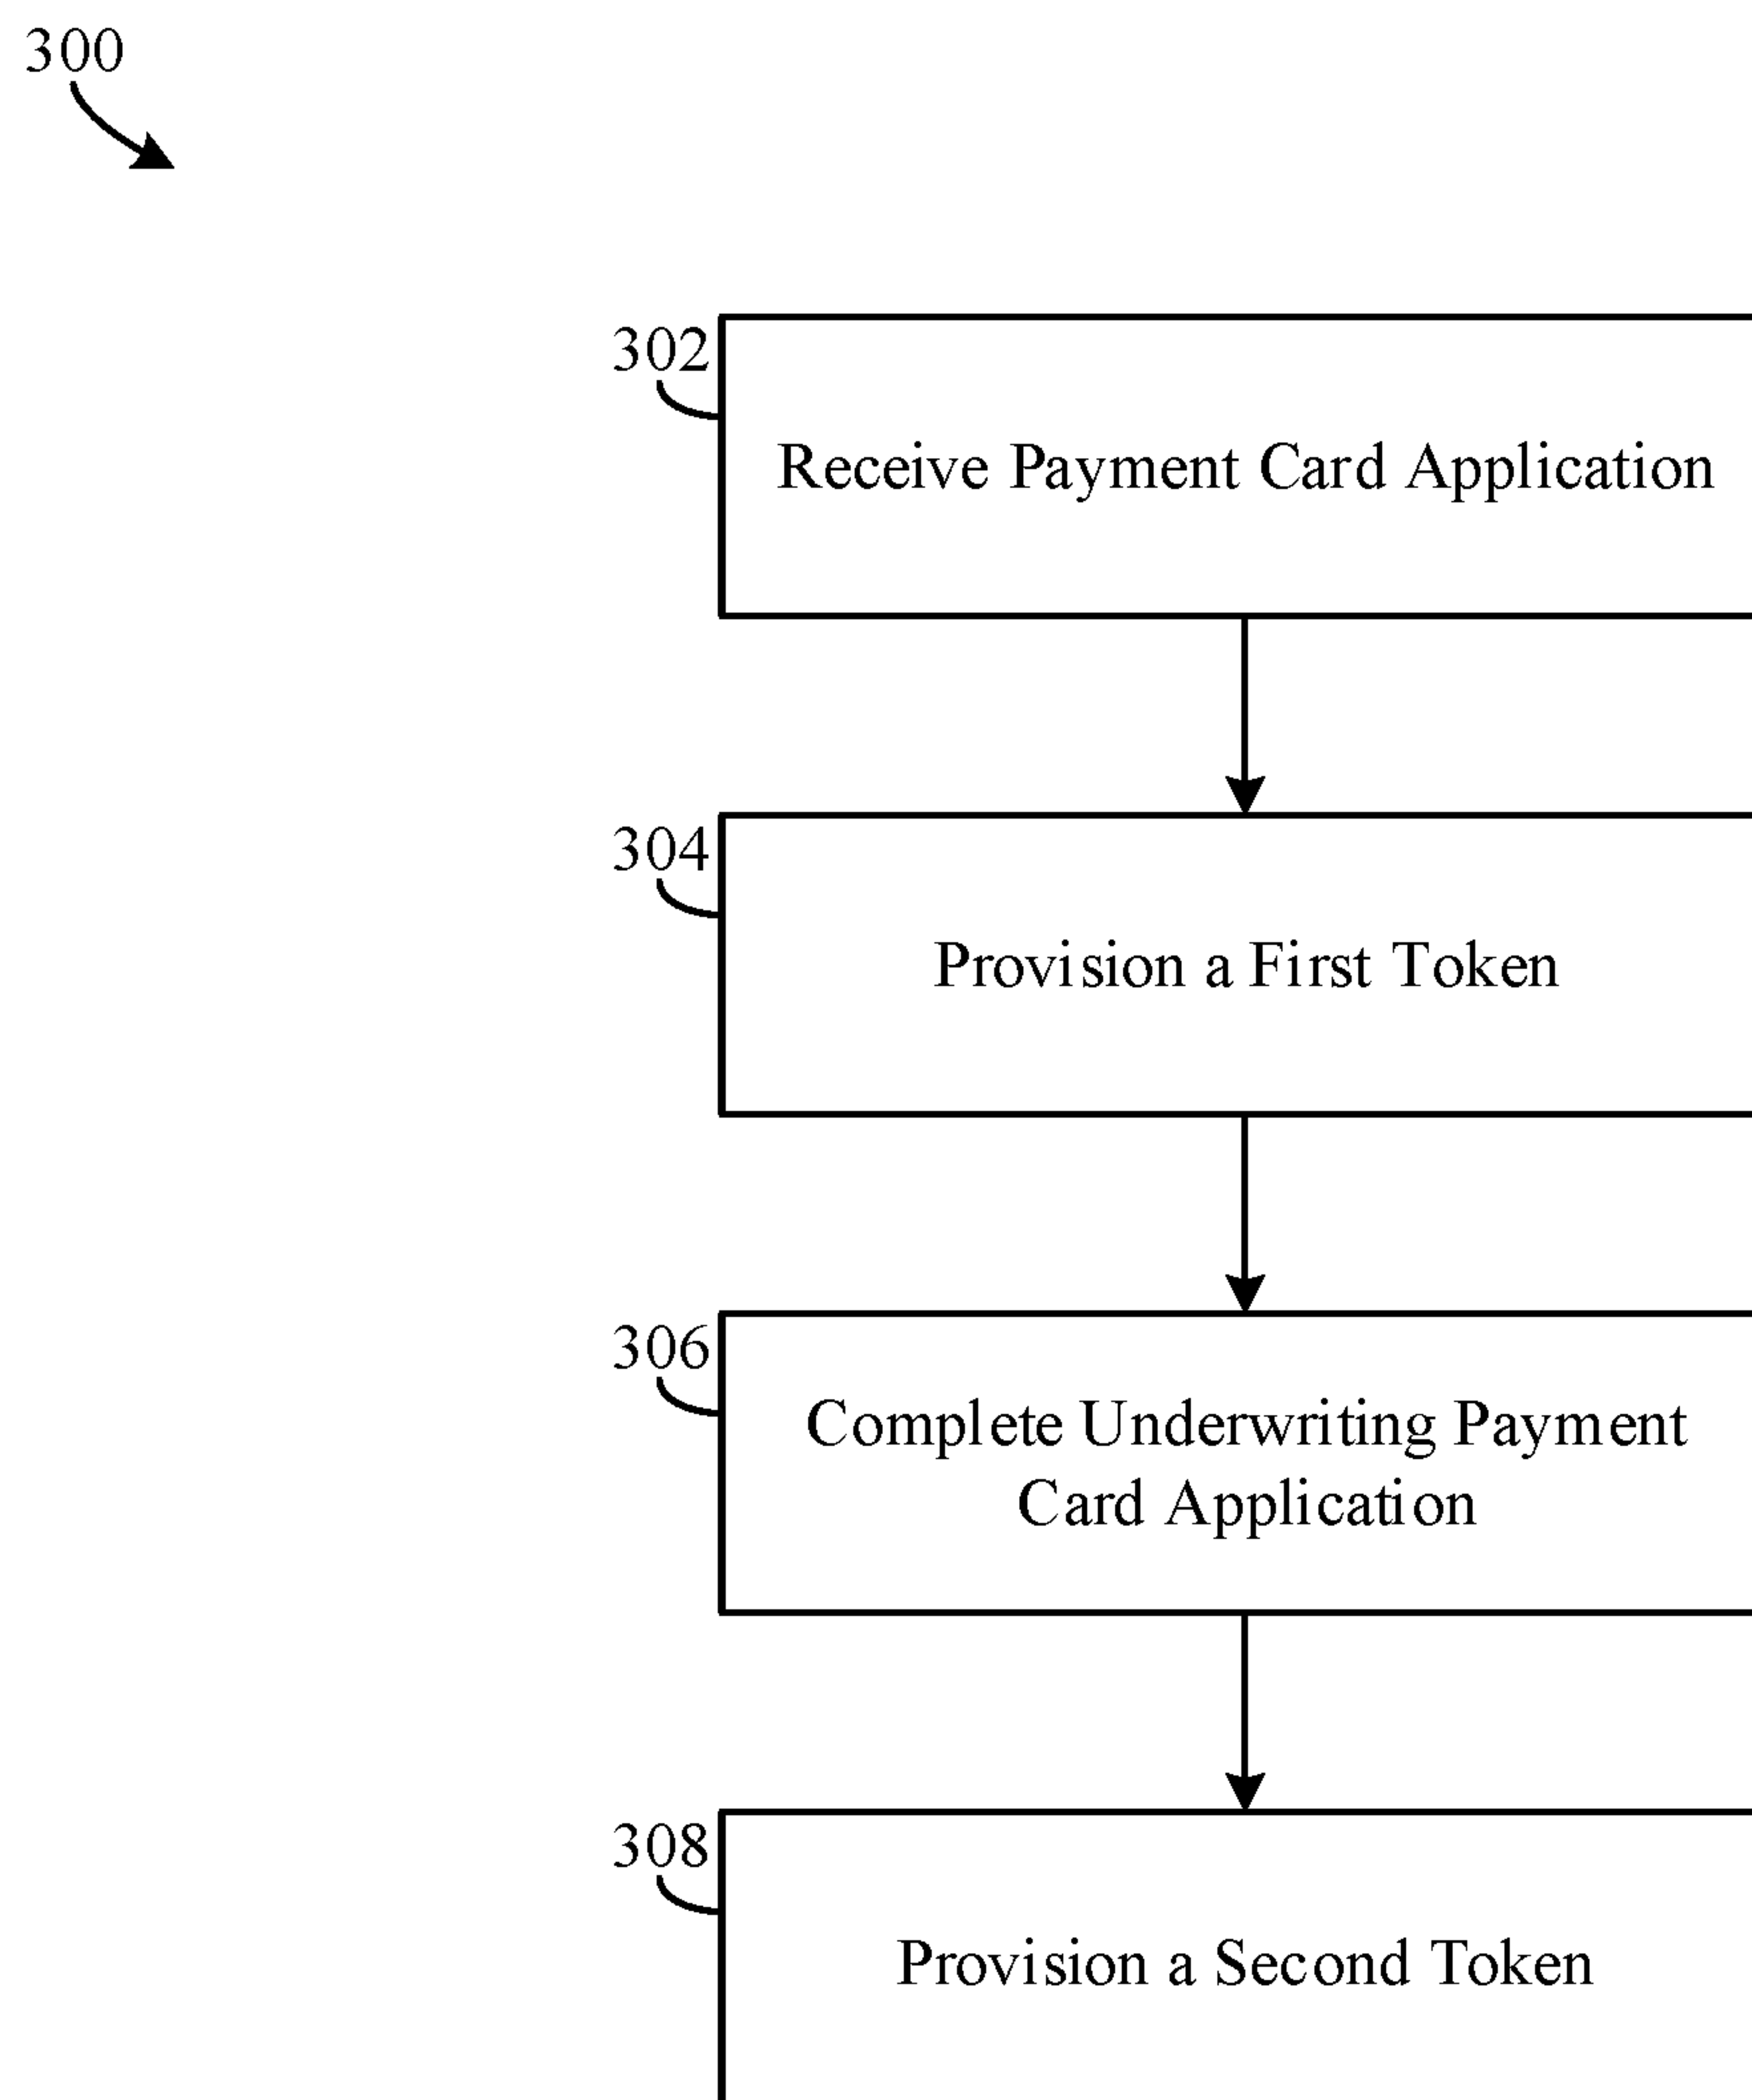 300
302
Receive Payment Card Application
304
Provision a First Token
306
Complete Underwriting Payment
Card Application
308
Provision a Second Token